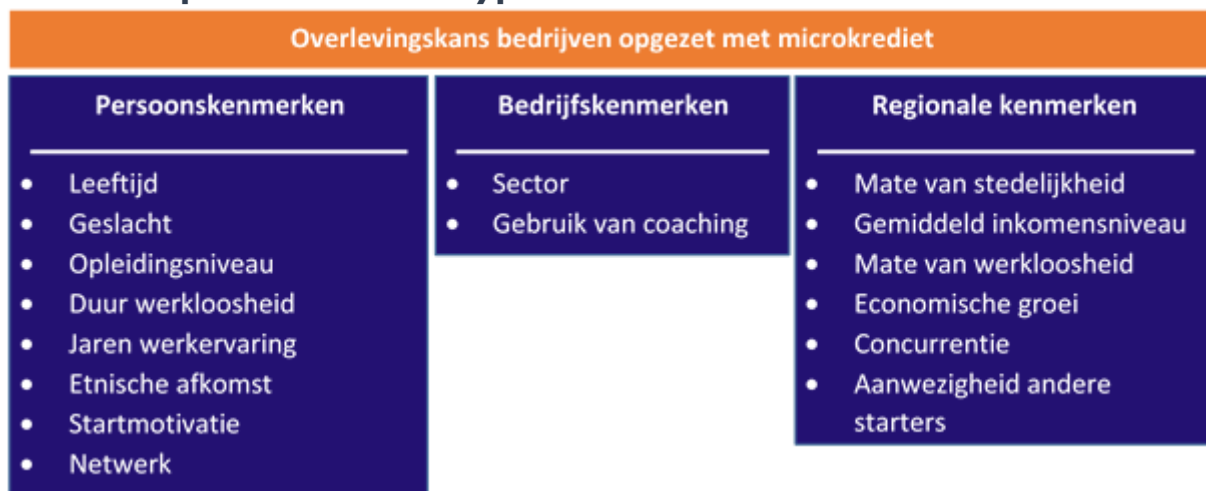 Overlevingskans bedrijven opgezet met microkrediet
Persoonskenmerken
• Leeftijd
• Geslacht
• Opleidingsniveau
• Duur werkloosheid
• Jaren werkervaring
• Etnische afkomst
• Startmotivatie
• Netwerk
Bedrijfskenmerken
• Sector
• Gebruik van coaching
Regionale kenmerken
• Mate van stedelijkheid
• Gemiddeld inkomensniveau
• Mate van werkloosheid
• Economische groei
• Concurrentie
• Aanwezigheid andere
starters